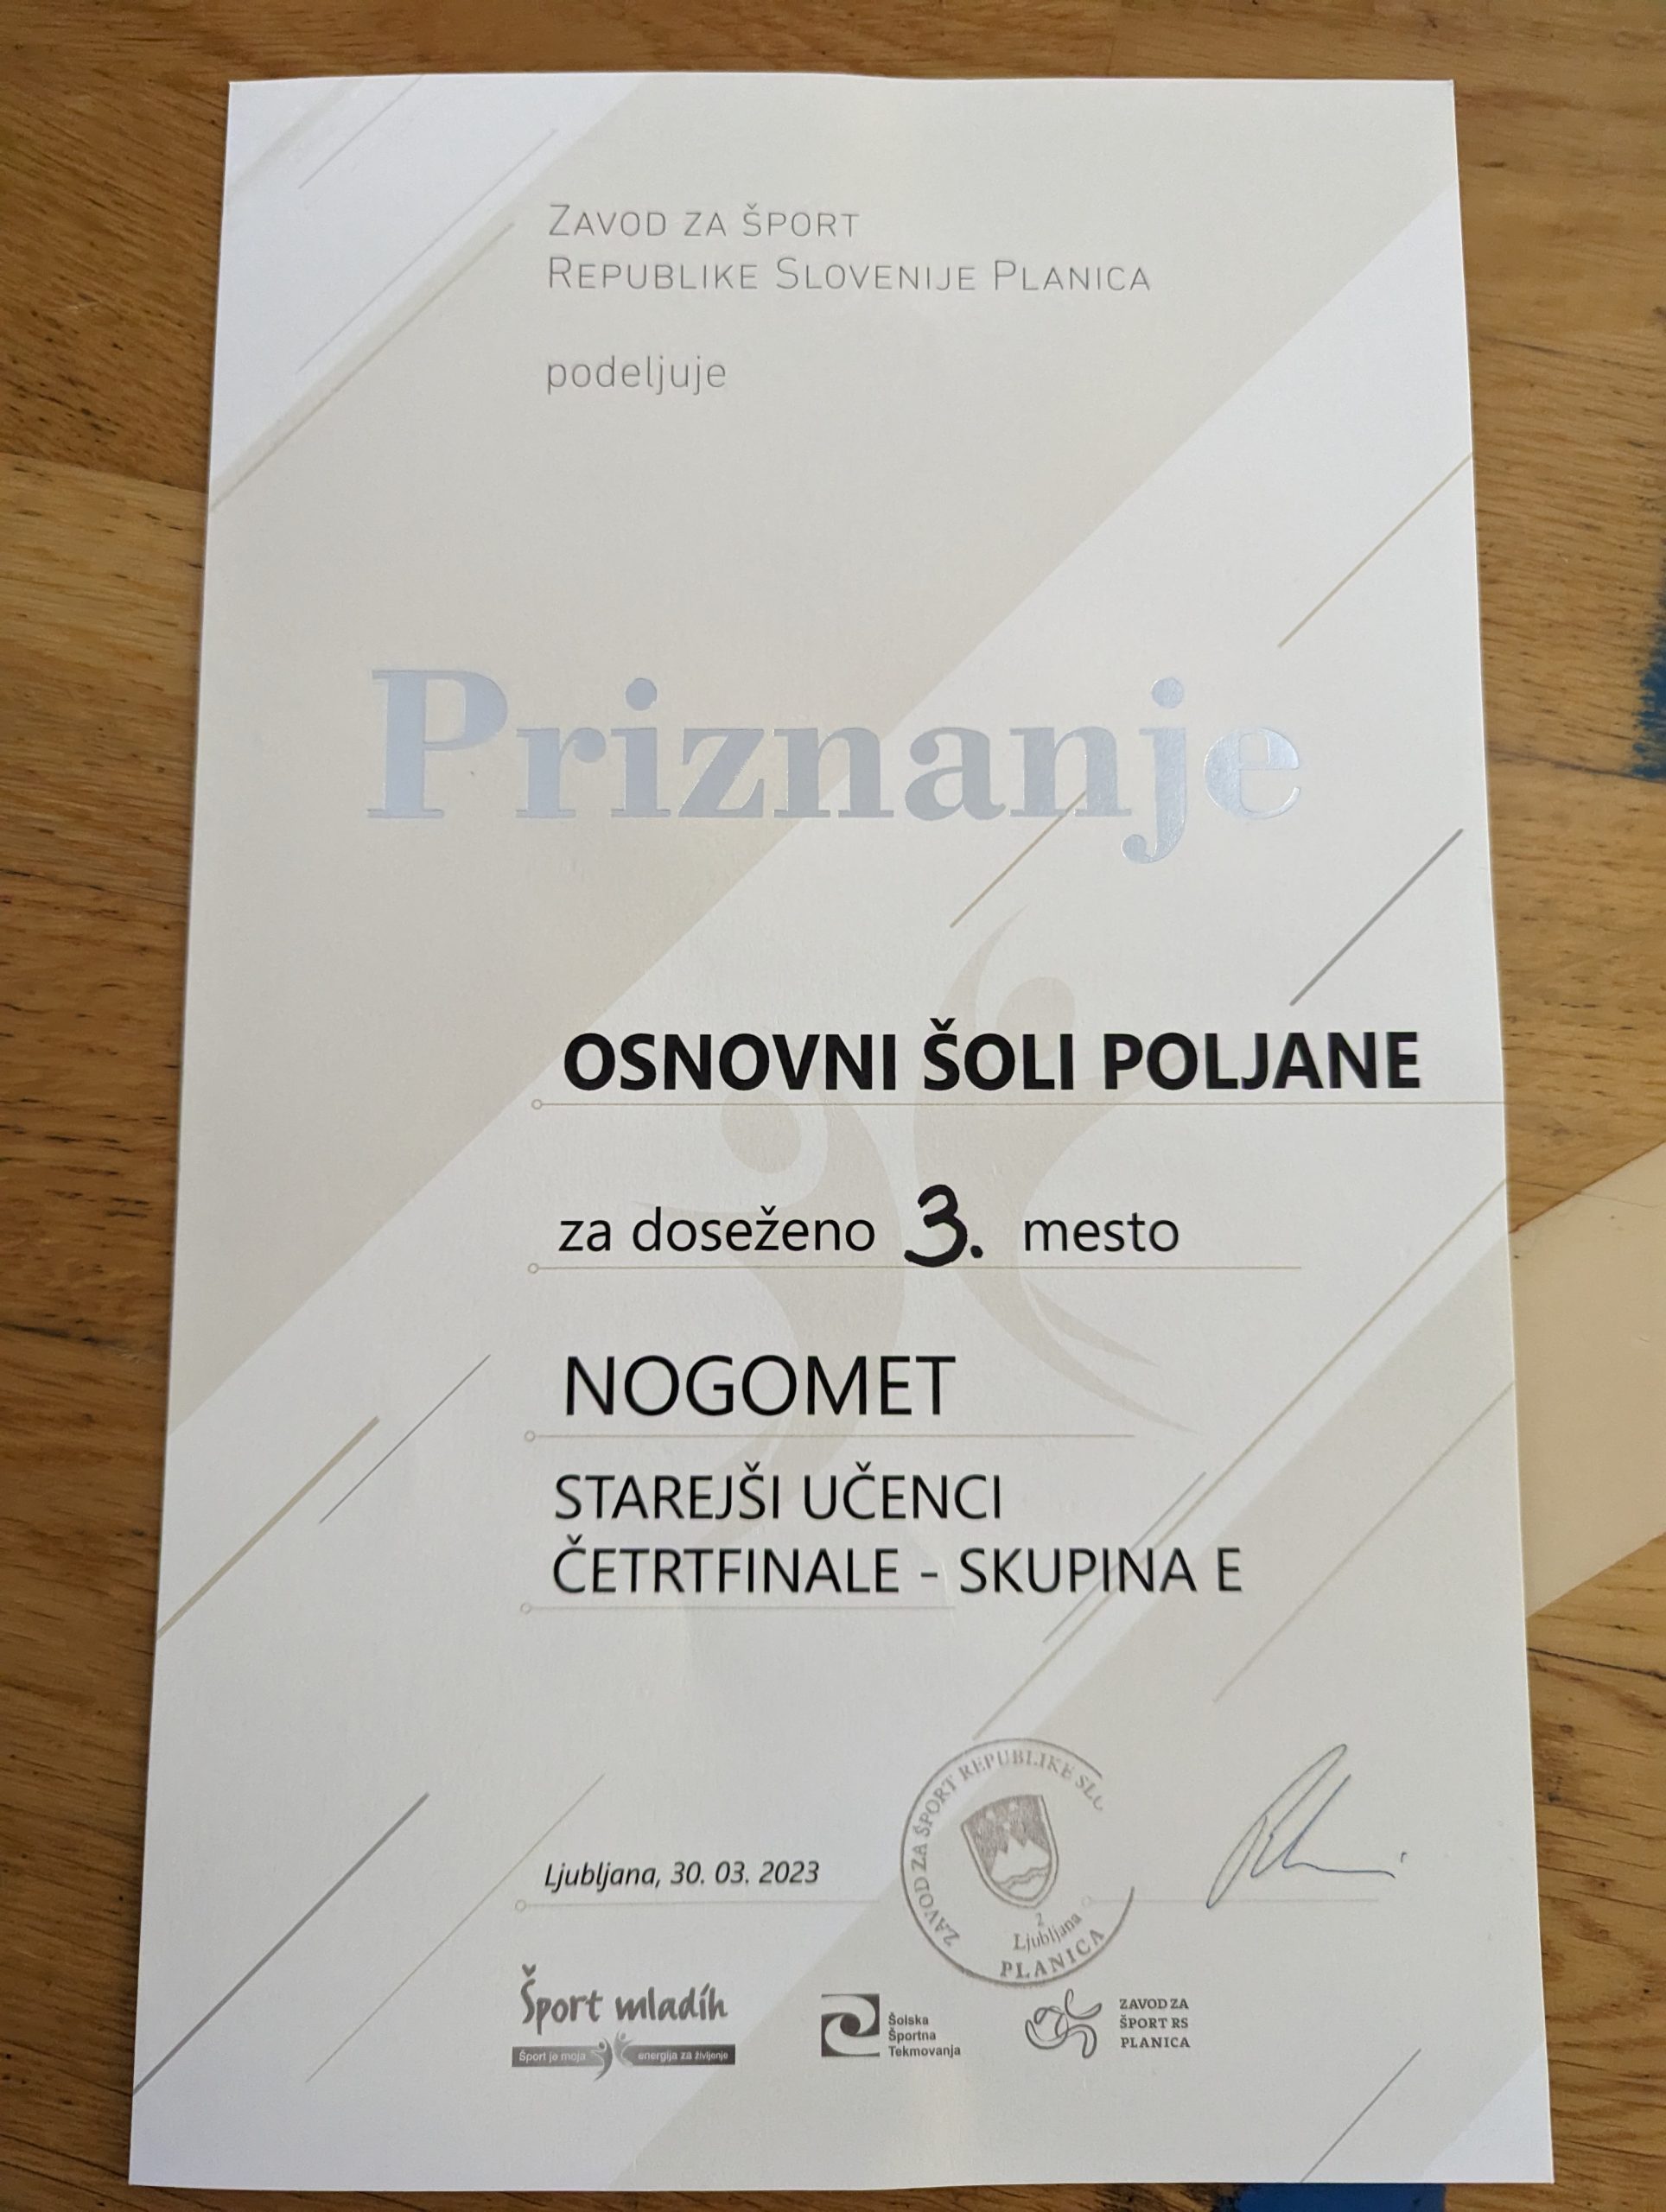 ZAVOD ZA ŠPORT
REPUBLIKE SLOVENIJE PLANICA
podeljuje
Priznanje
OSNOVNI ŠOLI POLJANE
za doseženo 3. mesto
NOGOMET
STAREJŠI UČENCI
ČETRTFINALE - SKUPINA E
Ljubljana, 30. 03. 2023
ZAVOD ZA ŠPORT REPUBLIKE
2
Ljubljana
PLANICA
Šport mladih
Šport je moja energija za življenje
Šolska
Športna
Tekmovanja
ZAVOD ZA
ŠPORT RS
PLANICA